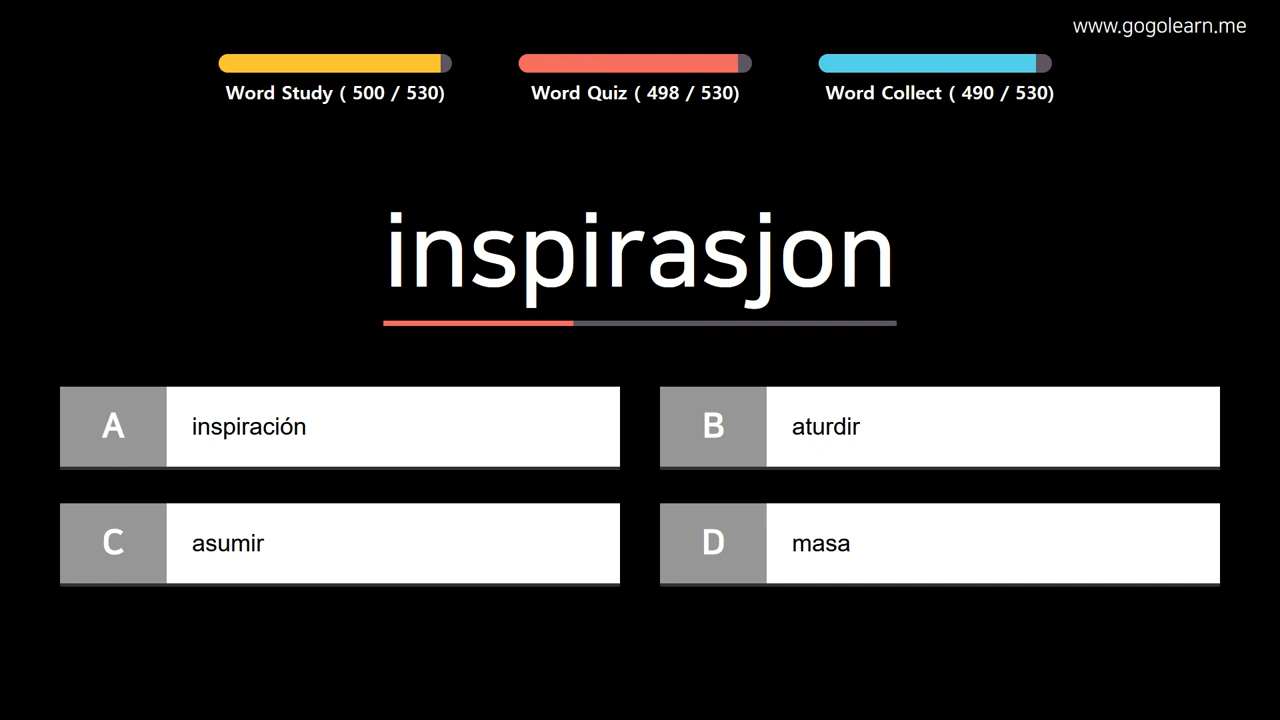 www.gogolearn.me
Word Study ( 500 / 530)
Word Quiz ( 498 / 530)
Word Collect ( 490 / 530)
inspirasjon
A inspiración
B aturdir
C asumir
D masa